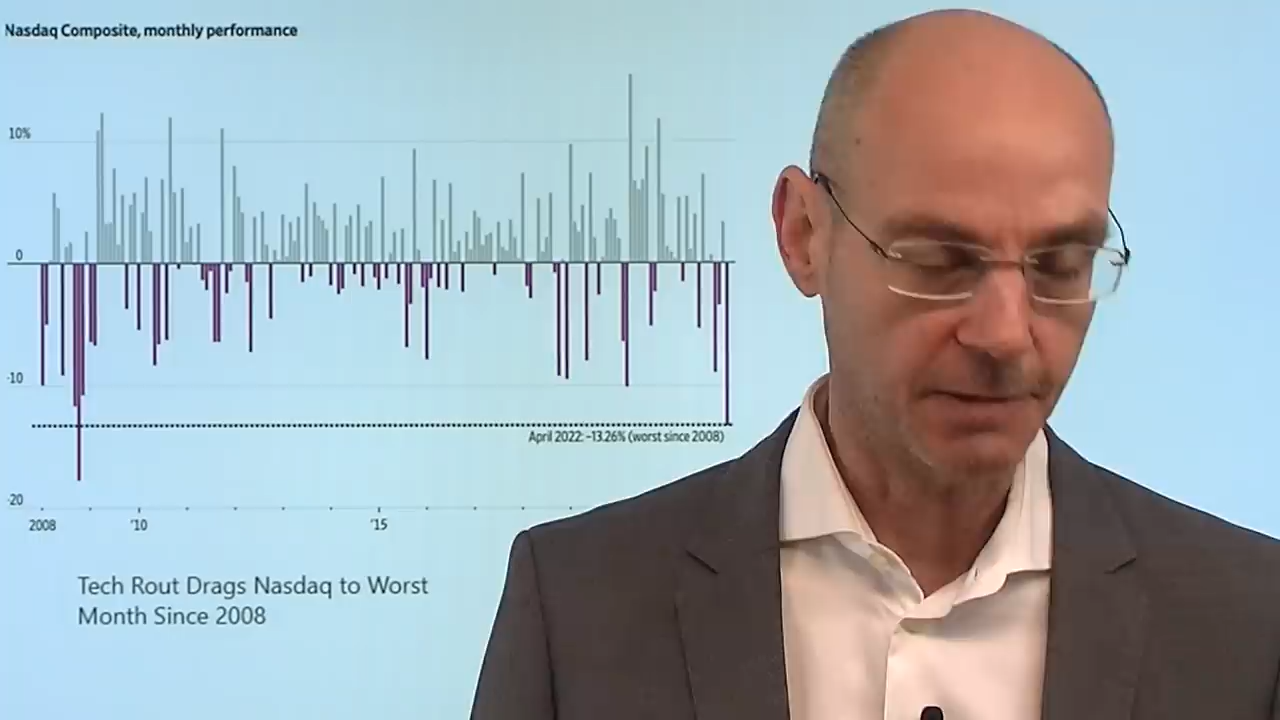 Nasdaq Composite, monthly performance
10%
0
-10
April 2022: -13.26% (worst since 2008)
-20
2008 '10 '15
Tech Rout Drags Nasdaq to Worst
Month Since 2008